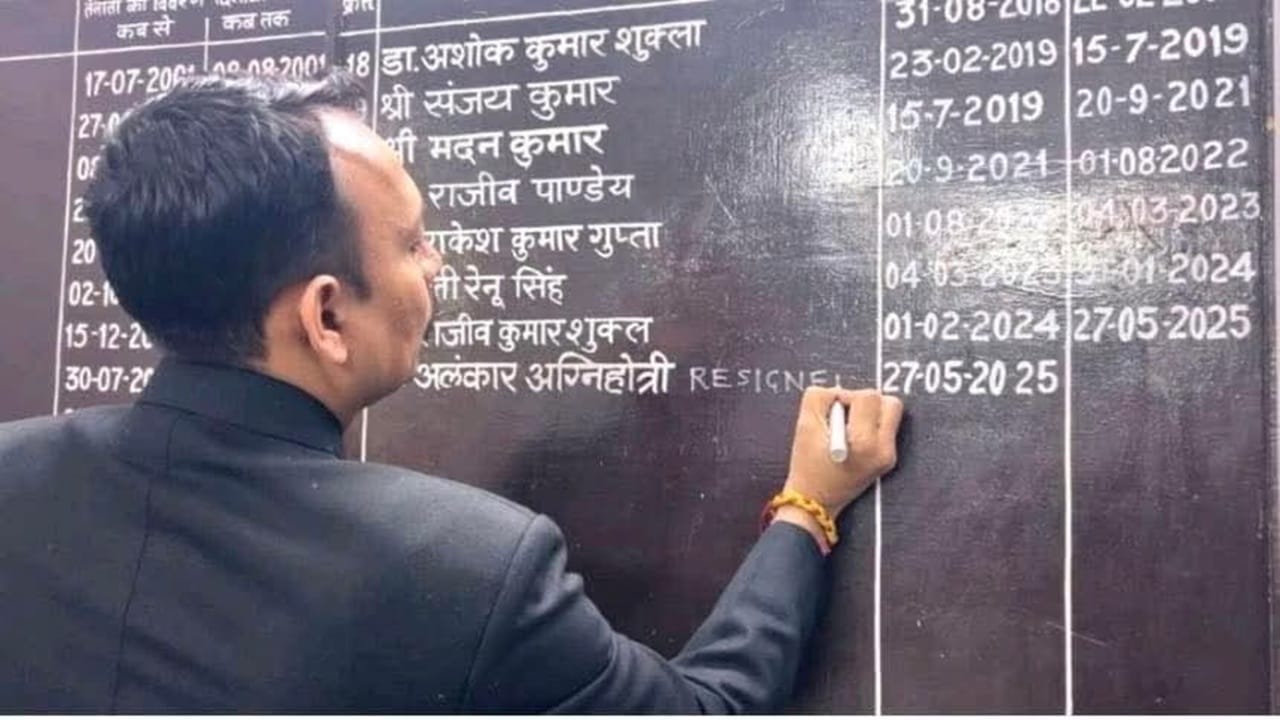 तैनाती का विवरण
कब से कब तक
31-08-2018
17-07-2001 08-08-2001 18 डा. अशोक कुमार शुक्ला 23-02-2019 15-7-2019
श्री संजय कुमार 15-7-2019 20-9-2021
श्री मदन कुमार 20-9-2021 01-08-2022
राजीव पाण्डेय 01-08-2022 04-03-2023
20 राकेश कुमार गुप्ता 04-03-2023 31-01-2024
रेनू सिंह
15-12-20 राजीव कुमार शुक्ल 01-02-2024 27-05-2025
30-07-20 अलंकार अग्निहोत्री RESIGNE 27-05-2025